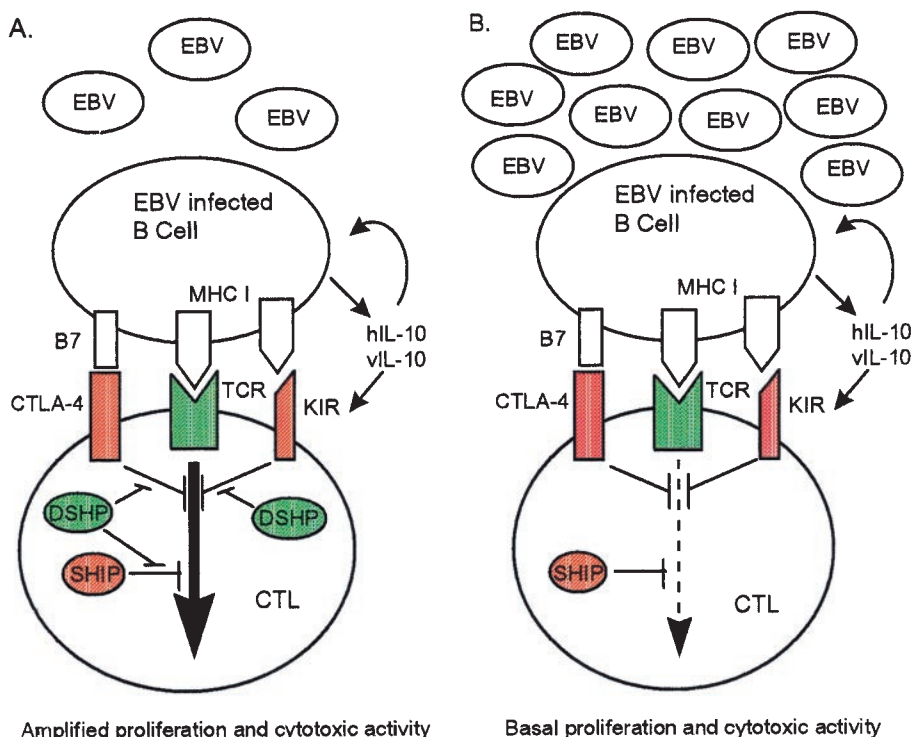 A.
EBV
EBV
EBV
EBV infected
B Cell
MHC I
B7
hIL-10
vIL-10
TCR
CTLA-4
KIR
DSHP
DSHP
SHIP
CTL
Amplified proliferation and cytotoxic activity
B.
EBV
EBV
EBV
EBV
EBV
EBV
EBV
EBV
EBV
EBV infected
B Cell
MHC I
B7
hIL-10
vIL-10
TCR
CTLA-4
KIR
SHIP
CTL
Basal proliferation and cytotoxic activity